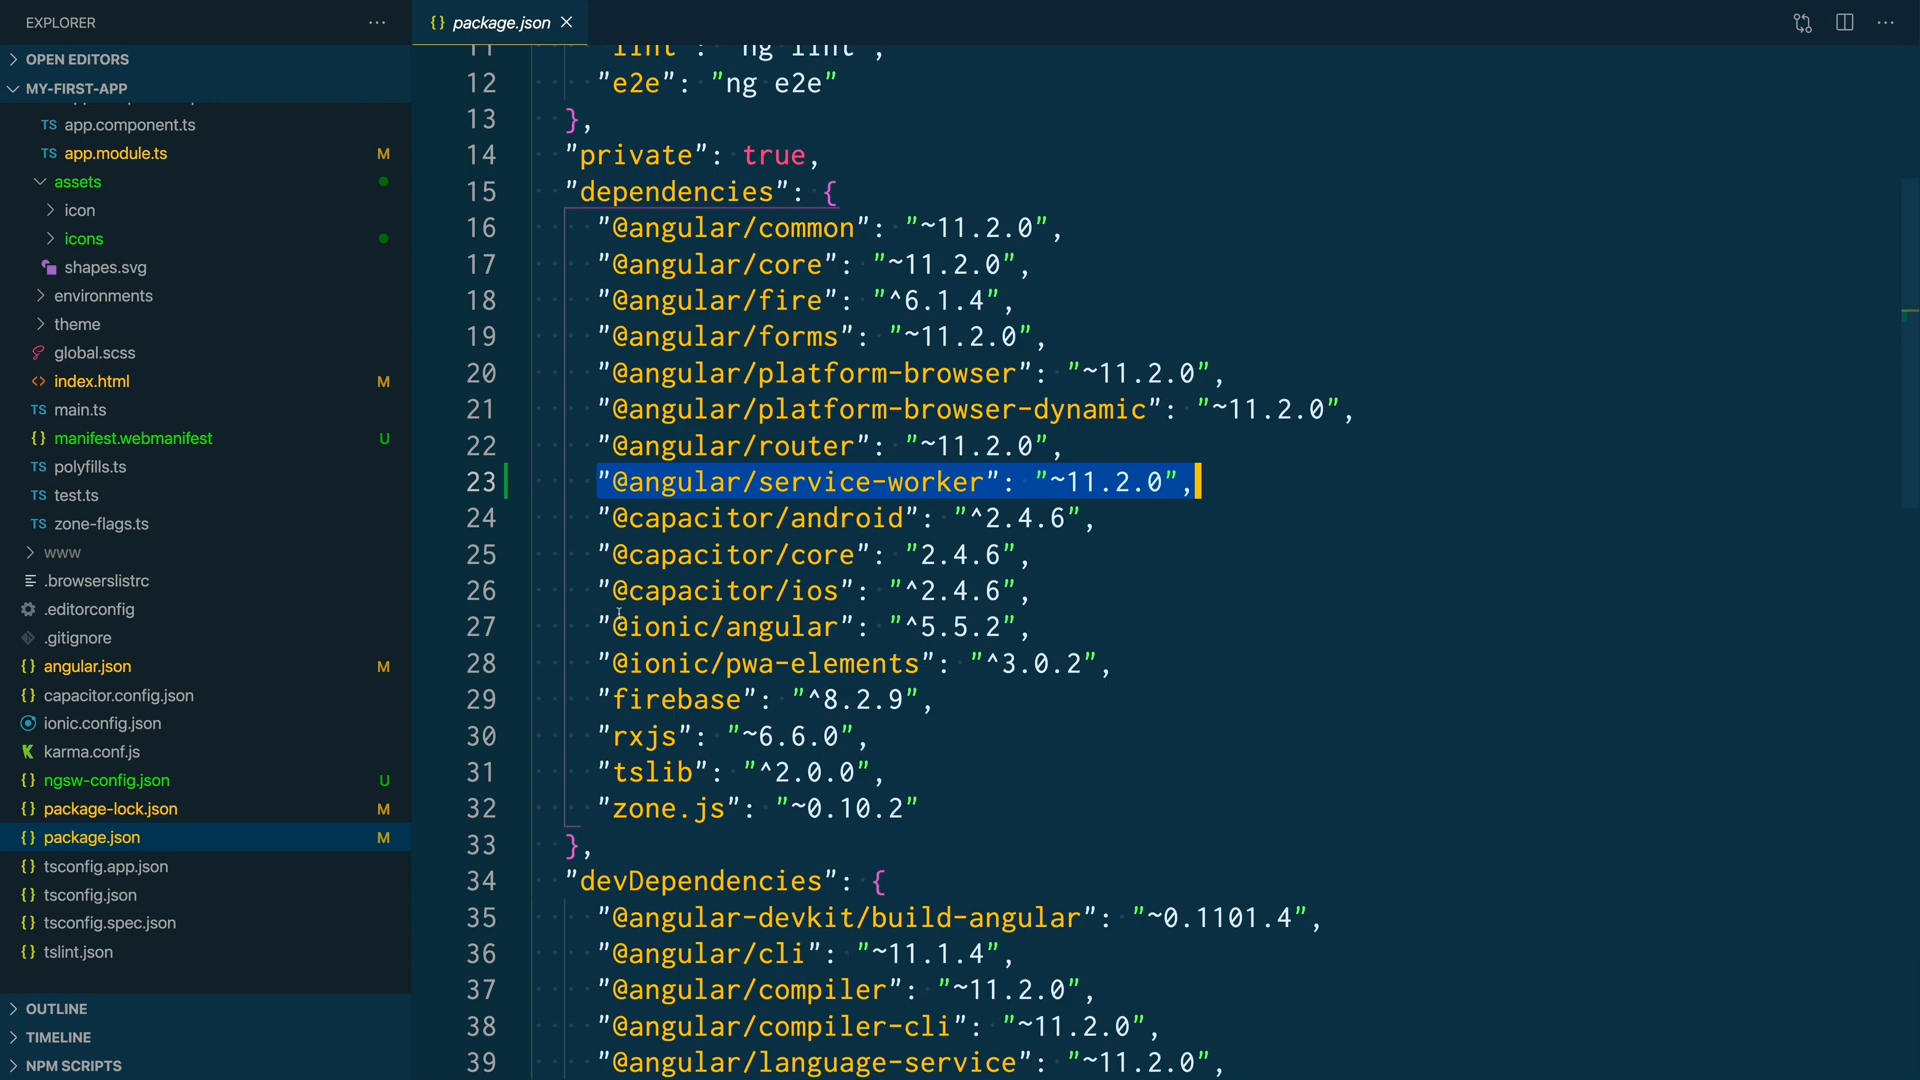 EXPLORER
OPEN EDITORS
MY-FIRST-APP
TS app.component.ts
TS app.module.ts M
assets
icon
icons
shapes.svg
environments
theme
global.scss
<> index.html M
TS main.ts
{} manifest.webmanifest U
TS polyfills.ts
TS test.ts
TS zone-flags.ts
www
.browserslistrc
.editorconfig
.gitignore
{} angular.json M
{} capacitor.config.json
ionic.config.json
K karma.conf.js
{} ngsw-config.json U
{} package-lock.json M
{} package.json M
{} tsconfig.app.json
{} tsconfig.json
{} tsconfig.spec.json
{} tslint.json
OUTLINE
TIMELINE
NPM SCRIPTS
{} package.json ×
11 "lint": "ng lint",
12 "e2e": "ng e2e"
13 },
14 "private": true,
15 "dependencies": {
16 "@angular/common": "~11.2.0",
17 "@angular/core": "~11.2.0",
18 "@angular/fire": "^6.1.4",
19 "@angular/forms": "~11.2.0",
20 "@angular/platform-browser": "~11.2.0",
21 "@angular/platform-browser-dynamic": "~11.2.0",
22 "@angular/router": "~11.2.0",
23 "@angular/service-worker": "~11.2.0",
24 "@capacitor/android": "^2.4.6",
25 "@capacitor/core": "2.4.6",
26 "@capacitor/ios": "^2.4.6",
27 "@ionic/angular": "^5.5.2",
28 "@ionic/pwa-elements": "^3.0.2",
29 "firebase": "^8.2.9",
30 "rxjs": "~6.6.0",
31 "tslib": "^2.0.0",
32 "zone.js": "~0.10.2"
33 },
34 "devDependencies": {
35 "@angular-devkit/build-angular": "~0.1101.4",
36 "@angular/cli": "~11.1.4",
37 "@angular/compiler": "~11.2.0",
38 "@angular/compiler-cli": "~11.2.0",
39 "@angular/language-service": "~11.2.0",